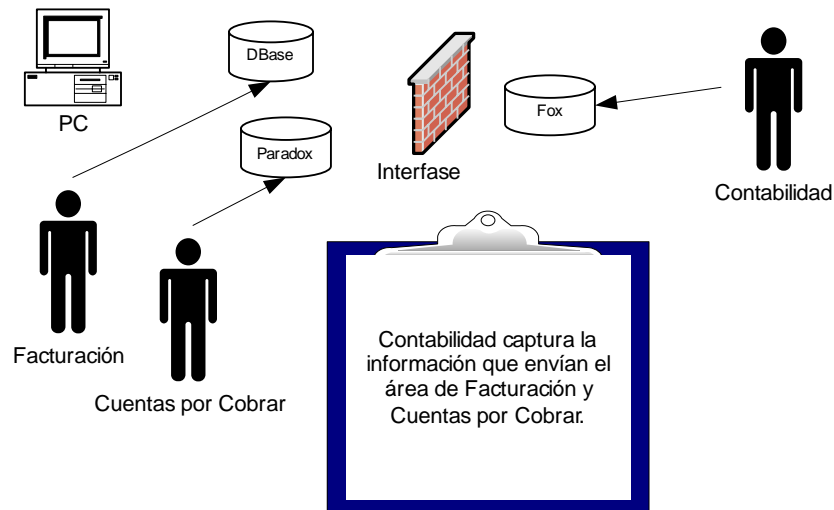 DBase
PC
Paradox
Interfase
Fox
Contabilidad
Facturación
Cuentas por Cobrar
Contabilidad captura la
información que envían el
área de Facturación y
Cuentas por Cobrar.